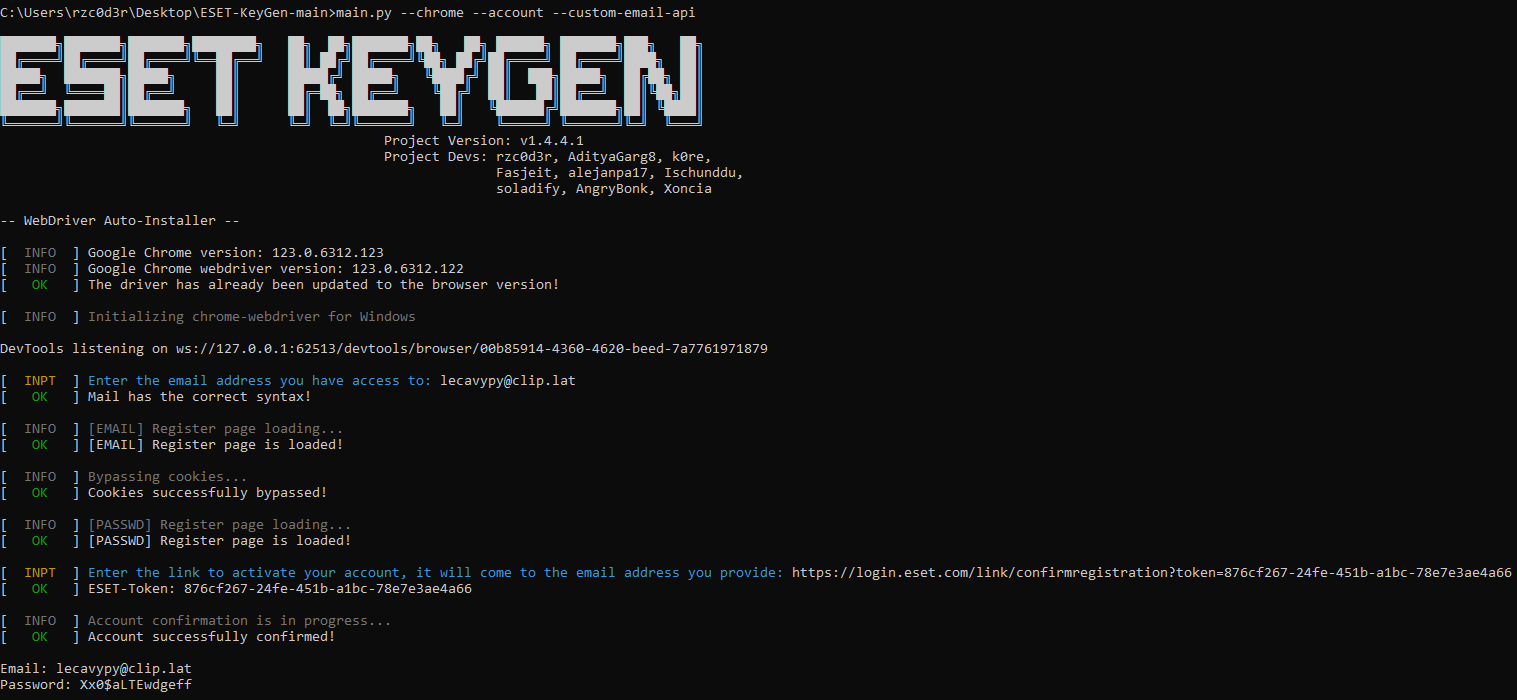 C:\Users\rzc0d3r\Desktop\ESET-KeyGen-main>main.py --chrome --account --custom-email-api
ESET KEYGEN
Project Version: v1.4.4.1
Project Devs: rzc0d3r, AdityaGarg8, k0re,
Fasjeit, alejanpa17, Ischunddu,
soladify, AngryBonk, Xoncia
-- WebDriver Auto-Installer --
[  INFO  ] Google Chrome version: 123.0.6312.123
[  INFO  ] Google Chrome webdriver version: 123.0.6312.122
[   OK   ] The driver has already been updated to the browser version!
[  INFO  ] Initializing chrome-webdriver for Windows
DevTools listening on ws://127.0.0.1:62513/devtools/browser/00b85914-4360-4620-beed-7a7761971879
[  INPT  ] Enter the email address you have access to: lecavypy@clip.lat
[   OK   ] Mail has the correct syntax!
[  INFO  ] [EMAIL] Register page loading...
[   OK   ] [EMAIL] Register page is loaded!
[  INFO  ] Bypassing cookies...
[   OK   ] Cookies successfully bypassed!
[  INFO  ] [PASSWD] Register page loading...
[   OK   ] [PASSWD] Register page is loaded!
[  INPT  ] Enter the link to activate your account, it will come to the email address you provide: https://login.eset.com/link/confirmregistration?token=876cf267-24fe-451b-a1bc-78e7e3ae4a66
[   OK   ] ESET-Token: 876cf267-24fe-451b-a1bc-78e7e3ae4a66
[  INFO  ] Account confirmation is in progress...
[   OK   ] Account successfully confirmed!
Email: lecavypy@clip.lat
Password: Xx0$aLTEwdgeff